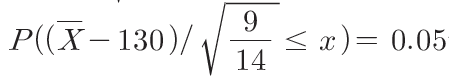 P((X̅ − 130)/√(9/14) ≤ x) = 0.05